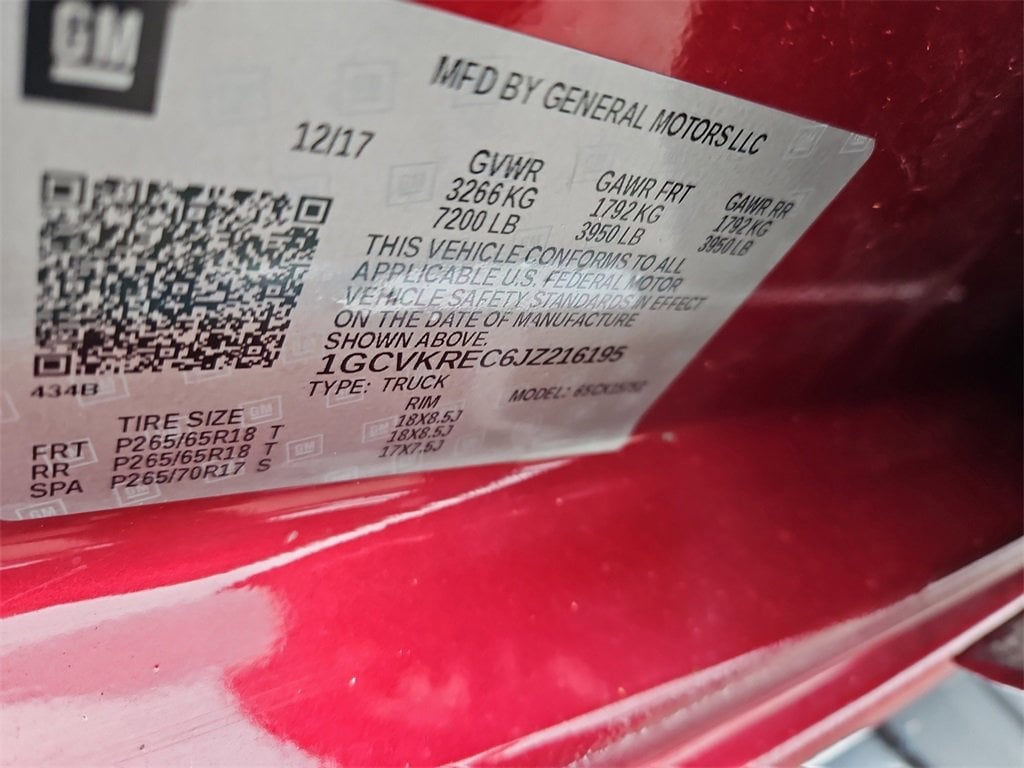 GM
MFD BY GENERAL MOTORS LLC
12/17
GVWR GAWR FRT GAWR RR
3266 KG 1792 KG 1792 KG
7200 LB 3950 LB 3950 LB
THIS VEHICLE CONFORMS TO ALL
APPLICABLE U.S. FEDERAL MOTOR
VEHICLE SAFETY STANDARDS IN EFFECT
ON THE DATE OF MANUFACTURE
SHOWN ABOVE.
1GCVKREC6JZ216195
434B
TYPE: TRUCK MODEL:
TIRE SIZE RIM
FRT P265/65R18 T 18X8.5J
RR P265/65R18 T 18X8.5J
SPA P265/70R17 S 17X7.5J